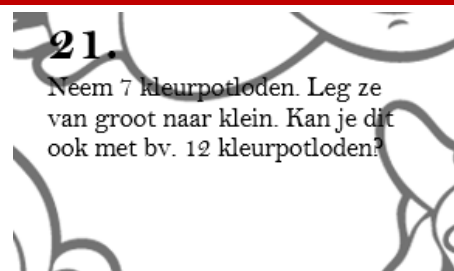 21.
Neem 7 kleurpotloden. Leg ze
van groot naar klein. Kan je dit
ook met bv. 12 kleurpotloden?